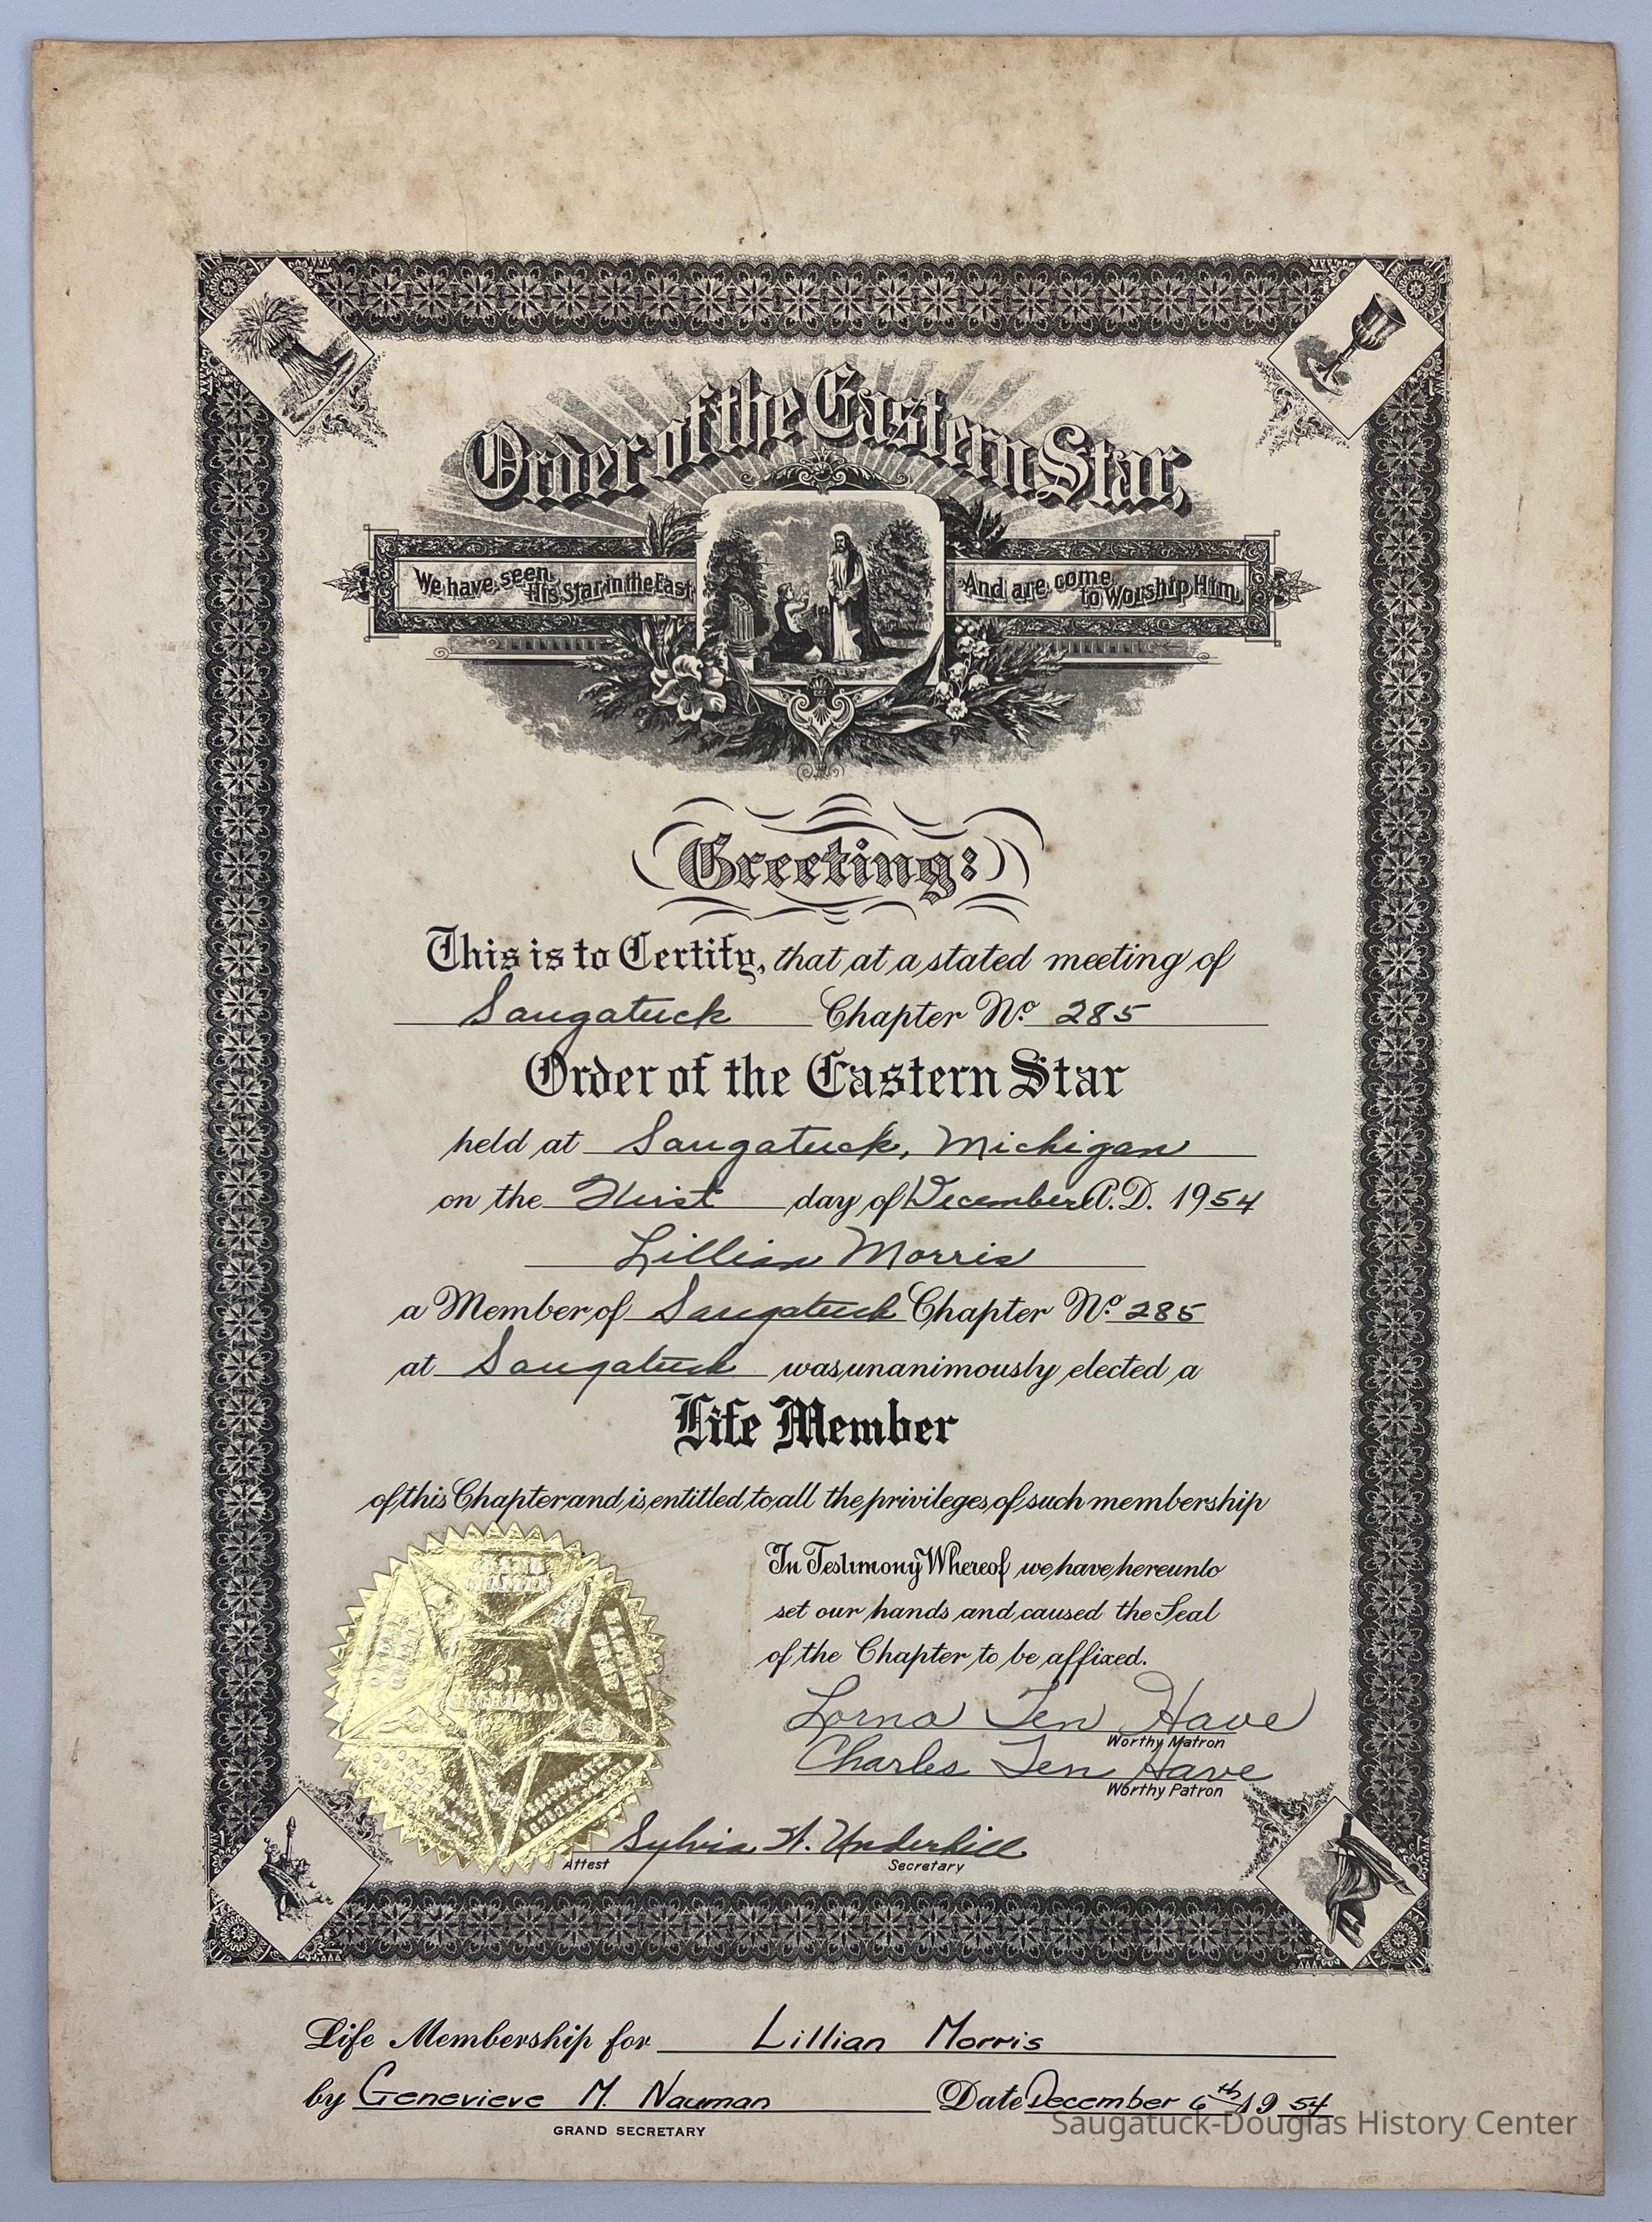 Order of the Eastern Star,
We have seen His Star in the East And are come to Worship Him.
Greeting:
This is to Certify, that at a stated meeting of
Saugatuck Chapter No. 285
Order of the Eastern Star
held at Saugatuck, Michigan
on the First day of December A.D. 1954
Lillian Morris
a Member of Saugatuck Chapter No. 285
at Saugatuck was unanimously elected a
Life Member
of this Chapter and is entitled to all the privileges of such membership
In Testimony Whereof we have hereunto
set our hands and caused the Seal
of the Chapter to be affixed.
GRAND
CHAPTER
EASTERN
STAR
Lorna Ten Have
Worthy Matron
Charles Ten Have
Worthy Patron
Sylvia A. Underhill
Attest Secretary
Life Membership for Lillian Morris
by Genevieve M. Nauman Date December 6th 1954
GRAND SECRETARY
Saugatuck-Douglas History Center